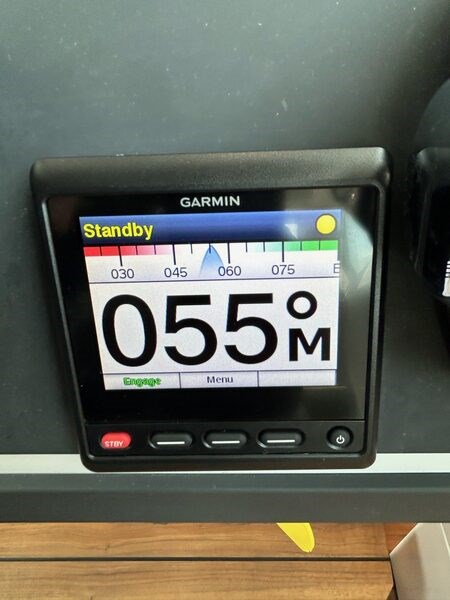 GARMIN
Standby
030 045 060 075 E
055°M
Engage Menu
STBY